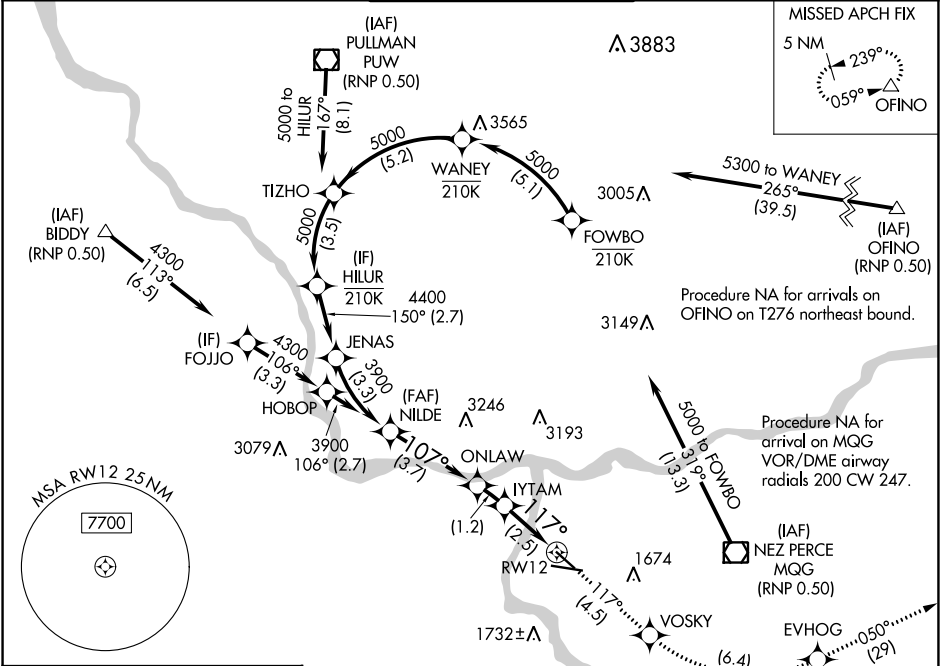 (IAF)
PULLMAN
PUW
(RNP 0.50)
5000 to
HILUR
167°
(8.1)
3883
MISSED APCH FIX
5 NM
239°
059°
OFINO
3565
5000
(5.2)
WANEY
210K
5000
(5.1)
TIZHO
3005
FOWBO
210K
5300 to WANEY
265°
(39.5)
(IAF)
OFINO
(RNP 0.50)
(IAF)
BIDDY
(RNP 0.50)
4300
113°
(6.5)
5000
(3.5)
(IF)
HILUR
210K
4400
150° (2.7)
Procedure NA for arrivals on
OFINO on T276 northeast bound.
3149
(IF)
FOJJO
4300
106°
(3.3)
JENAS
3900
(3.3)
HOBOP
3900
106° (2.7)
(FAF)
NILDE
3246
3193
3079
107°
(3.7)
ONLAW
IYTAM
(1.2)
117°
(2.5)
RW12
5000 to FOWBO
319°
(13.3)
Procedure NA for
arrival on MQG
VOR/DME airway
radials 200 CW 247.
(IAF)
NEZ PERCE
MQG
(RNP 0.50)
MSA RW12 25 NM
7700
1674
117°
(4.5)
1732±
VOSKY
(6.4)
EVHOG
050°
(29)